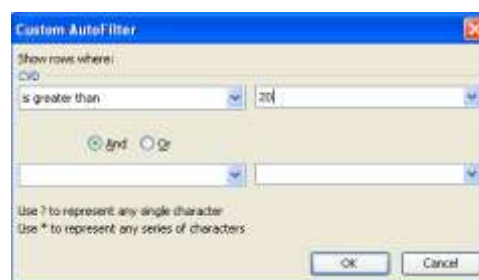 Custom AutoFilter
Show rows where:
CVD
is greater than 20
And Or
Use ? to represent any single character
Use * to represent any series of characters
OK Cancel